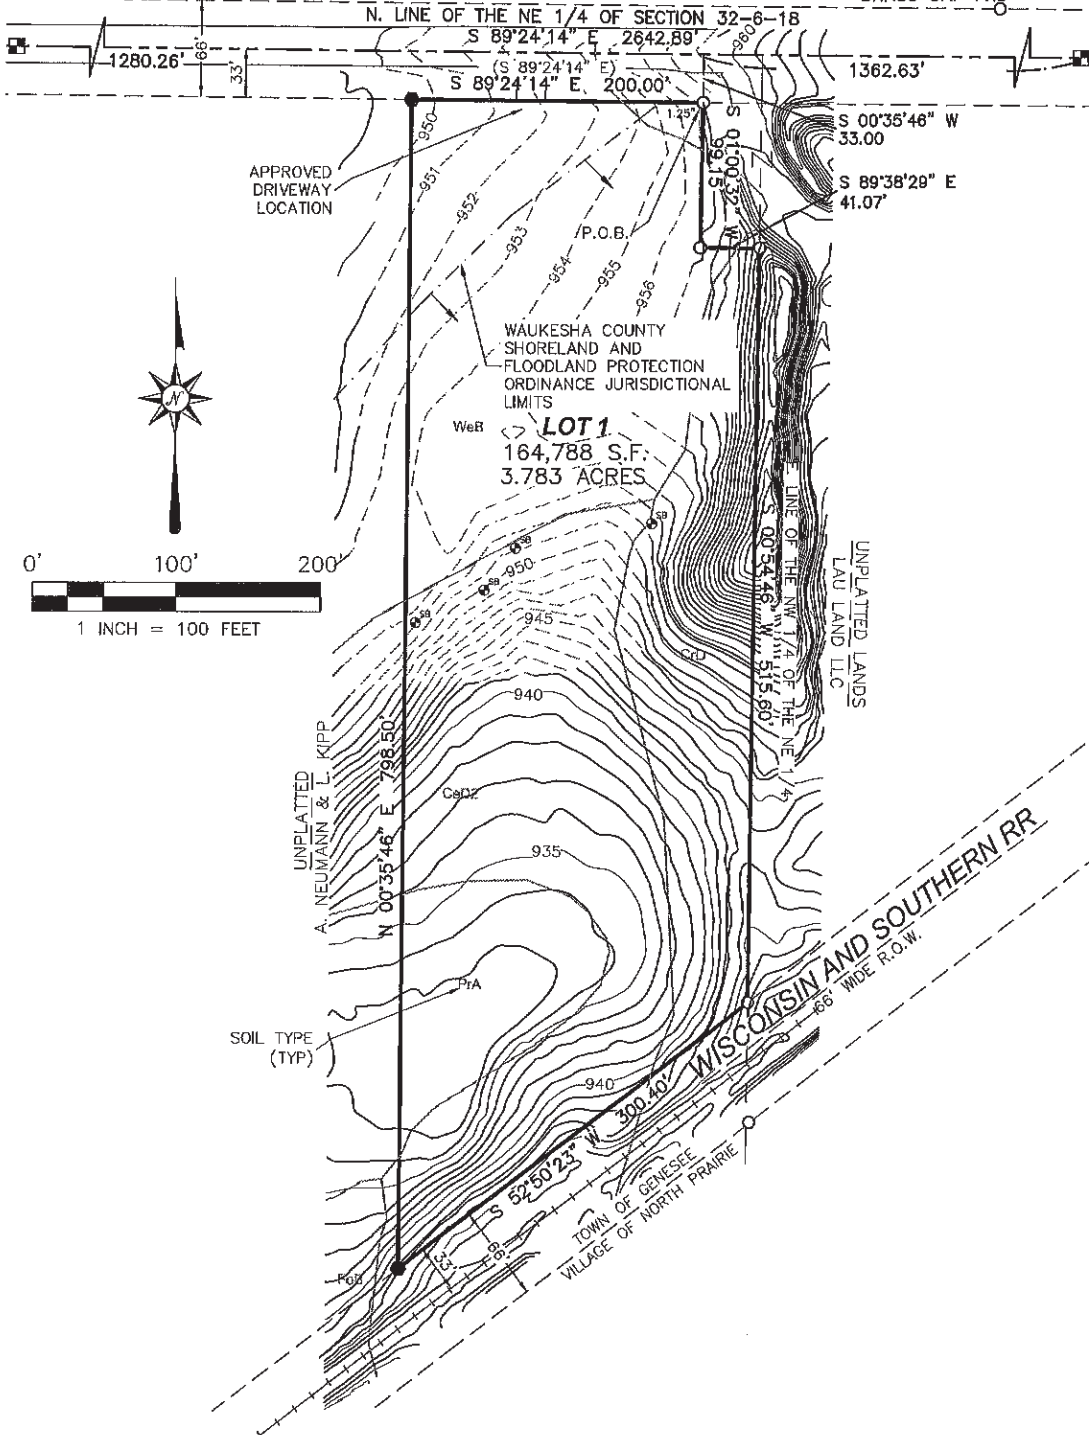 N. LINE OF THE NE 1/4 OF SECTION 32-6-18
S 89°24'14" E 2642.89'
66'
33'
1280.26'
(S 89°24'14" E)
S 89°24'14" E 200.00'
960
1362.63'
S 00°35'46" W
33.00
1.25"
S 01°00'32" W
99.15'
S 89°38'29" E
41.07'
APPROVED
DRIVEWAY
LOCATION
950
951
952
953
954
955
956
P.O.B.
WAUKESHA COUNTY
SHORELAND AND
FLOODLAND PROTECTION
ORDINANCE JURISDICTIONAL
LIMITS
N
WeB
LOT 1
164,788 S.F.
3.783 ACRES
SB
SB
SB
SB
950
945
940
0' 100' 200'
1 INCH = 100 FEET
E LINE OF THE NW 1/4 OF THE NE 1/4
S 00°54'46" W 515.60'
UNPLATTED LANDS
LAU LAND LLC
CrD
UNPLATTED
A. NEUMANN & L. KIPP
N 00°35'46" E 798.50'
CeD2
935
PrA
SOIL TYPE
(TYP)
940
WISCONSIN AND SOUTHERN RR
66' WIDE R.O.W.
S 52°50'23" W 300.40'
TOWN OF GENESEE
VILLAGE OF NORTH PRAIRIE
33'
66'